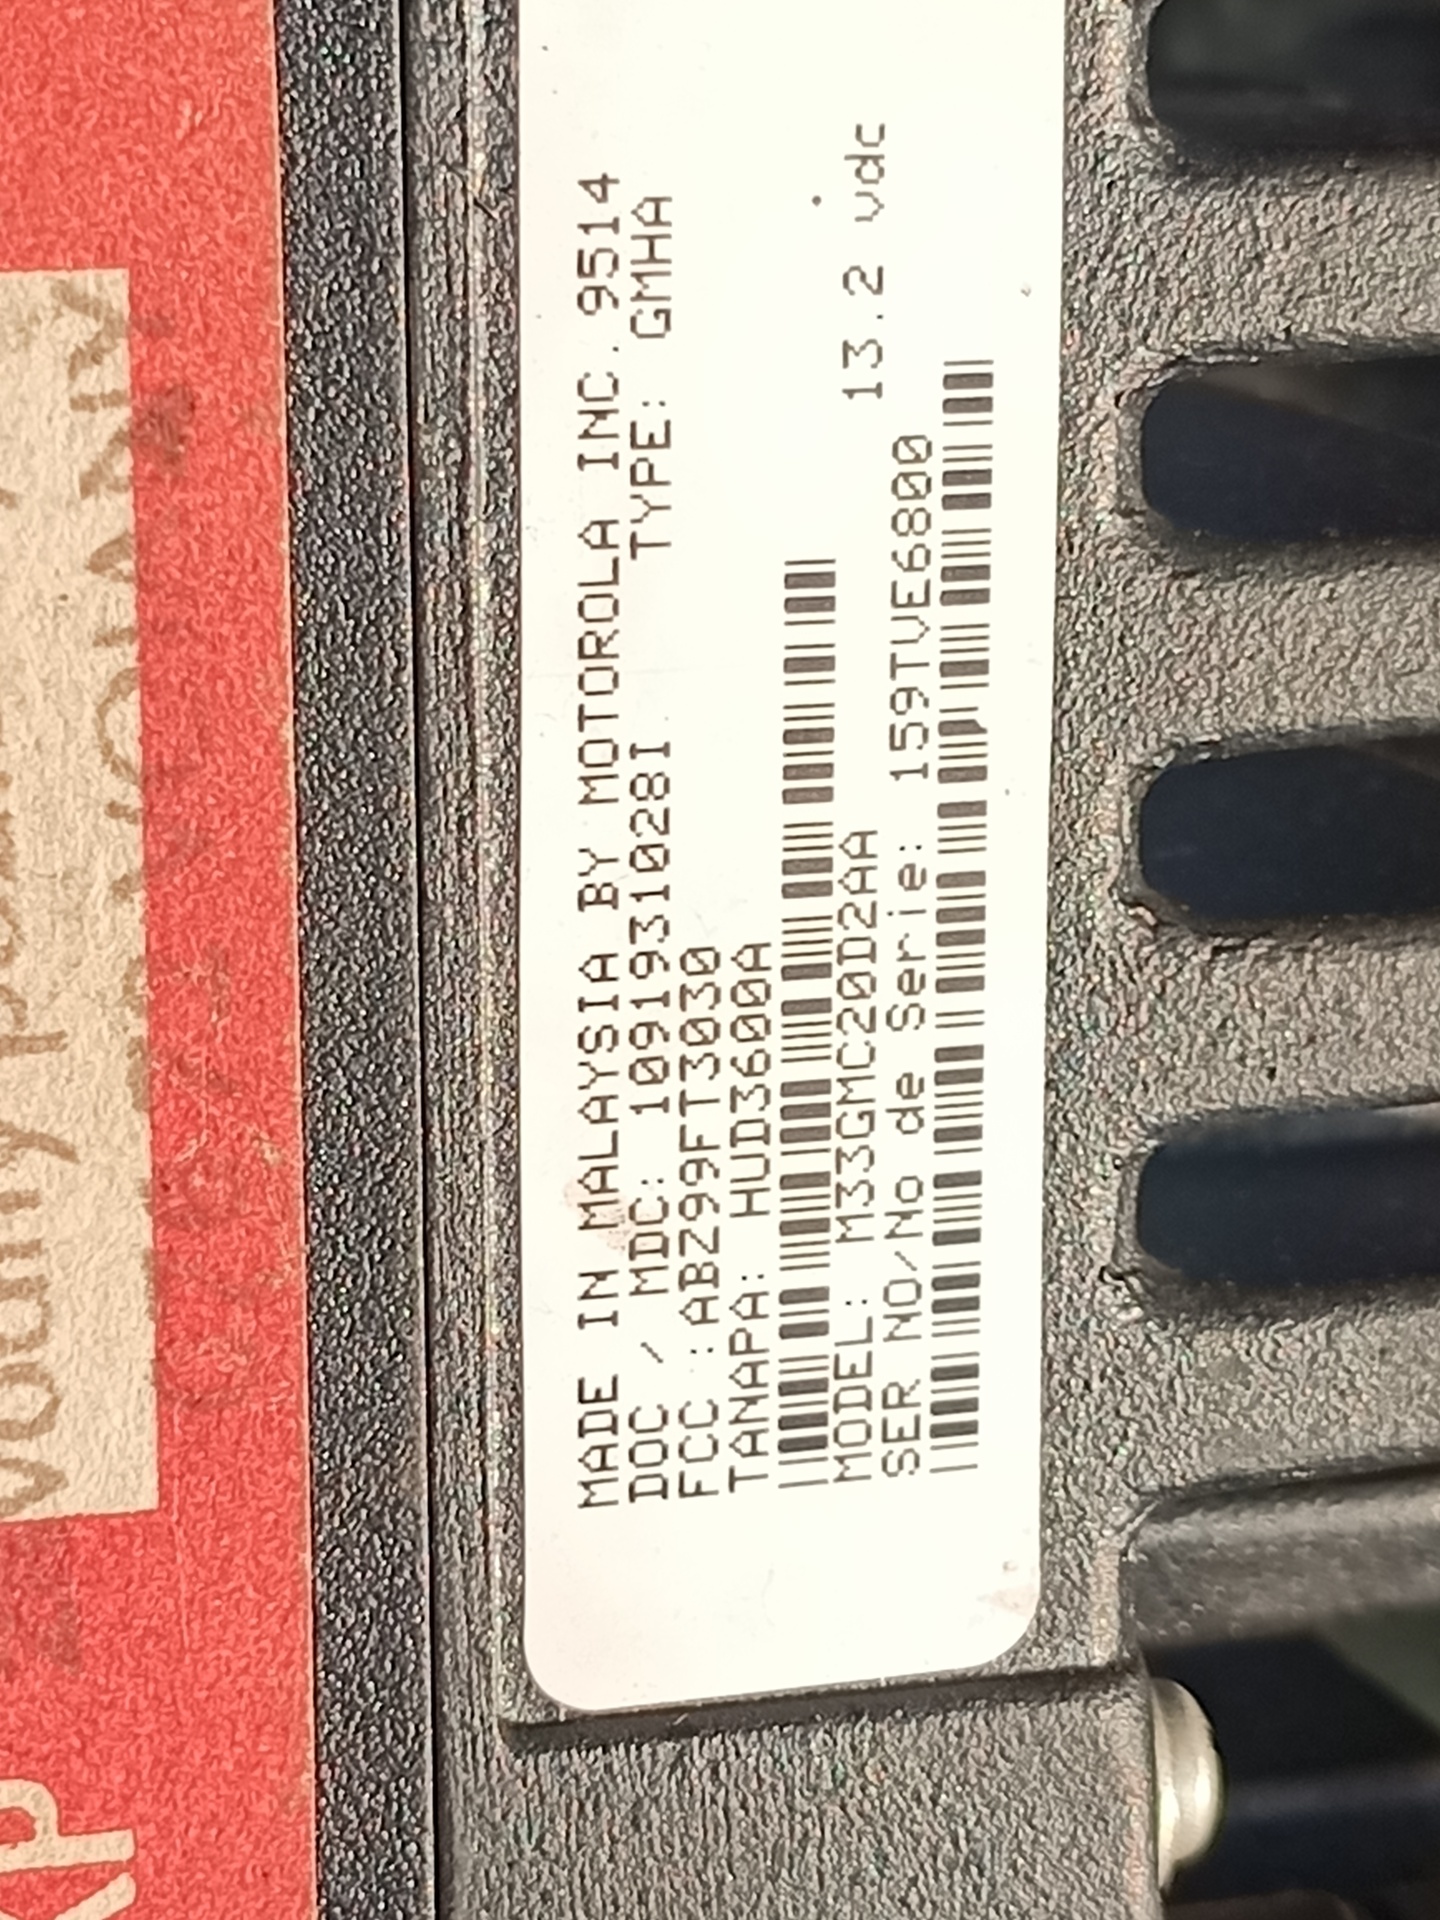 MADE IN MALAYSIA BY MOTOROLA INC. 9514
DOC / MDC: 1091931028I TYPE: GMHA
FCC : ABZ99FT3030
TANAPA: HUD3600A
MODEL: M33GMC20D2AA 13.2 vdc
SER NO/No de Serie: 159TVE6800